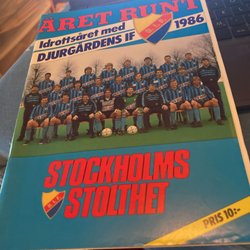 ÅRET RUNT
Idrottsåret med
DJURGÅRDENS IF 1986
STOCKHOLMS
STOLTHET
PRIS 10:-